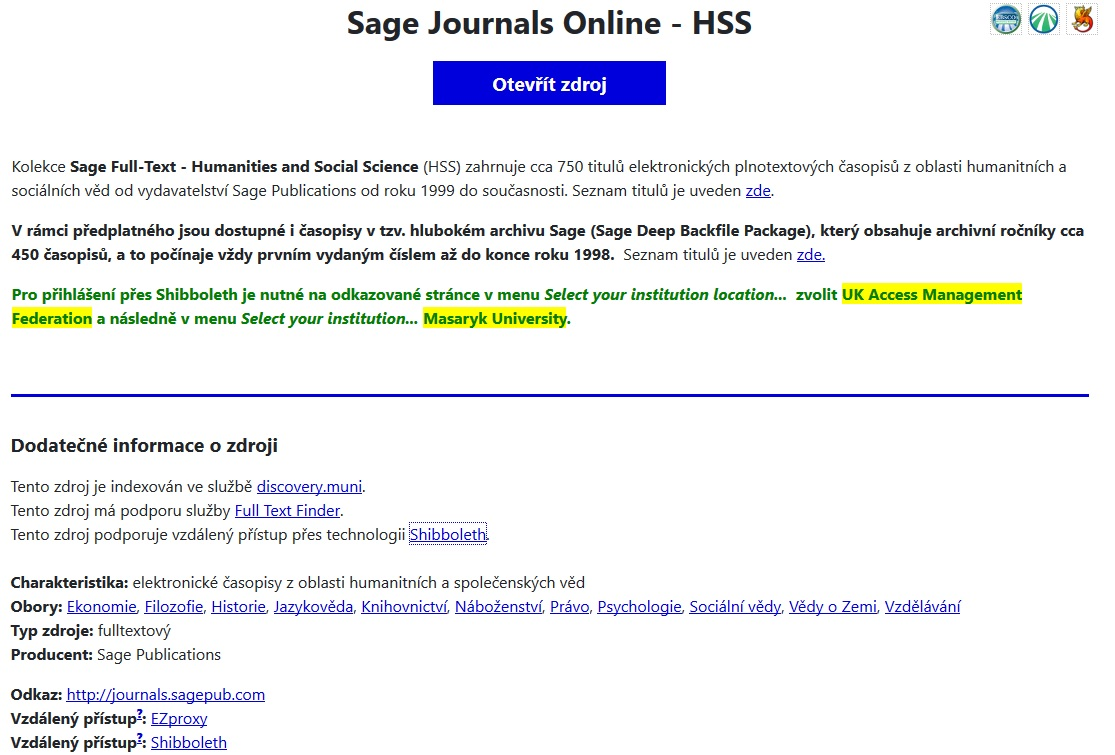 Sage Journals Online - HSS
Otevřít zdroj
Kolekce Sage Full-Text - Humanities and Social Science (HSS) zahrnuje cca 750 titulů elektronických plnotextových časopisů z oblasti humanitních a
sociálních věd od vydavatelství Sage Publications od roku 1999 do současnosti. Seznam titulů je uveden zde.
V rámci předplatného jsou dostupné i časopisy v tzv. hlubokém archivu Sage (Sage Deep Backfile Package), který obsahuje archivní ročníky cca
450 časopisů, a to počínaje vždy prvním vydaným číslem až do konce roku 1998. Seznam titulů je uveden zde.
Pro přihlášení přes Shibboleth je nutné na odkazované stránce v menu Select your institution location... zvolit UK Access Management
Federation a následně v menu Select your institution... Masaryk University.
Dodatečné informace o zdroji
Tento zdroj je indexován ve službě discovery.muni.
Tento zdroj má podporu služby Full Text Finder.
Tento zdroj podporuje vzdálený přístup přes technologii Shibboleth.
Charakteristika: elektronické časopisy z oblasti humanitních a společenských věd
Obory: Ekonomie, Filozofie, Historie, Jazykověda, Knihovnictví, Náboženství, Právo, Psychologie, Sociální vědy, Vědy o Zemi, Vzdělávání
Typ zdroje: fulltextový
Producent: Sage Publications
Odkaz: http://journals.sagepub.com
Vzdálený přístup?: EZproxy
Vzdálený přístup?: Shibboleth